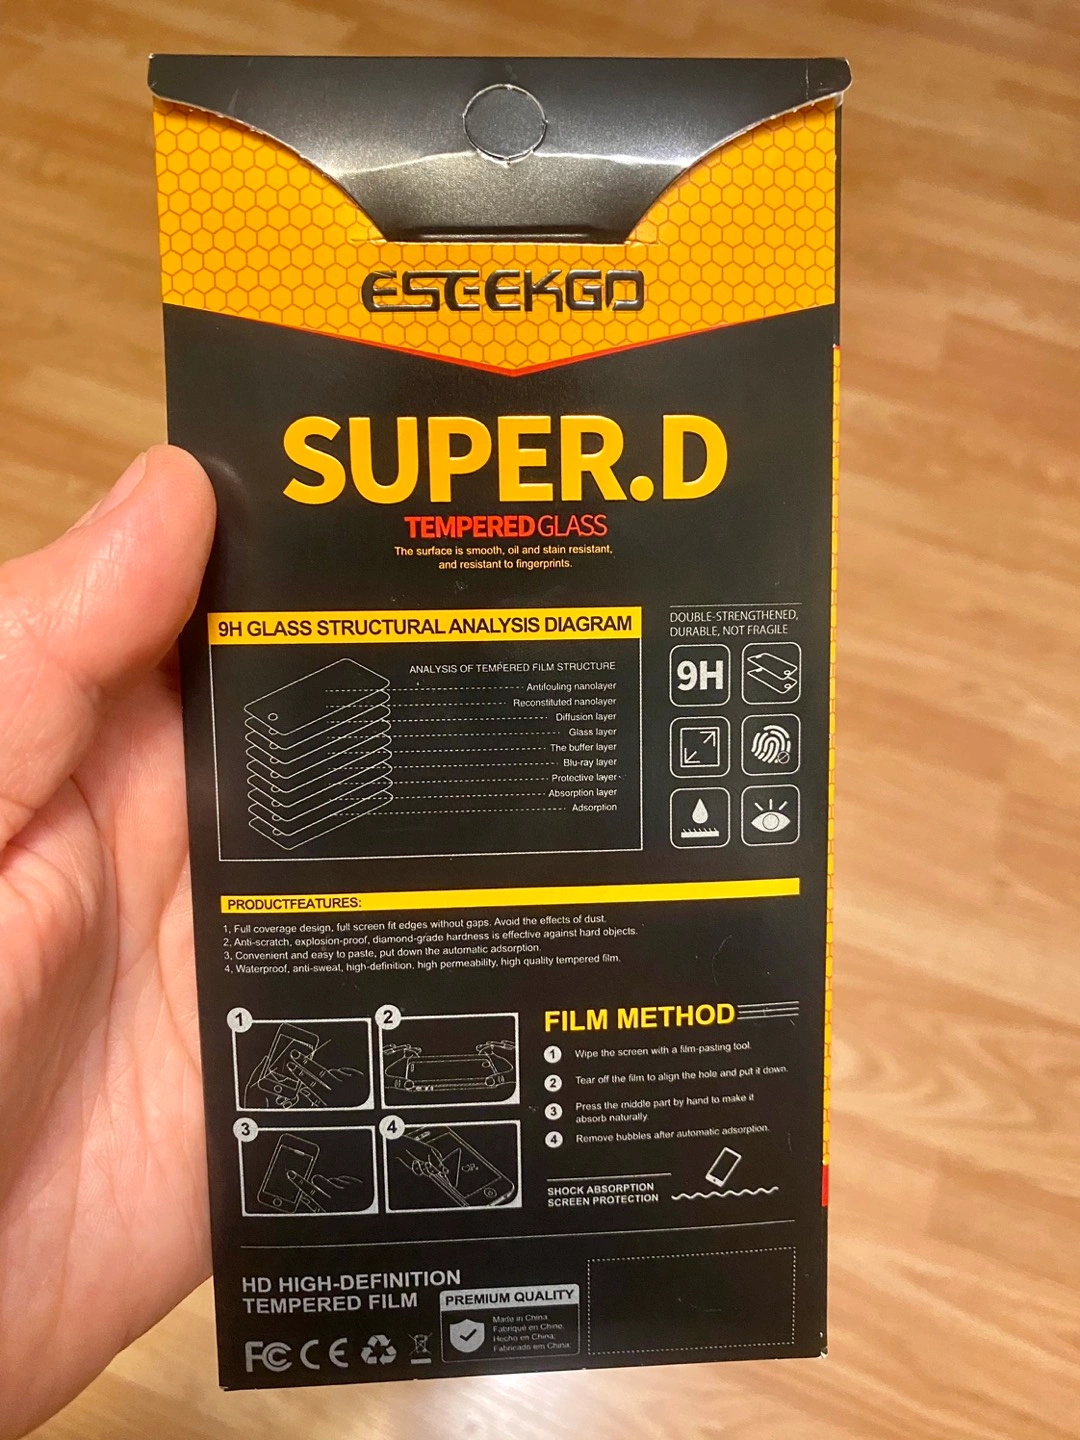 ESEEKGO
SUPER.D
TEMPERED GLASS
The surface is smooth, oil and stain resistant,
and resistant to fingerprints.
9H GLASS STRUCTURAL ANALYSIS DIAGRAM
ANALYSIS OF TEMPERED FILM STRUCTURE
Antifouling nanolayer
Reconstituted nanolayer
Diffusion layer
Glass layer
The buffer layer
Blu-ray layer
Protective layer
Absorption layer
Adsorption
DOUBLE-STRENGTHENED,
DURABLE, NOT FRAGILE
9H
PRODUCTFEATURES:
1, Full coverage design, full screen fit edges without gaps. Avoid the effects of dust.
2, Anti-scratch, explosion-proof, diamond-grade hardness is effective against hard objects.
3, Convenient and easy to paste, put down the automatic adsorption.
4, Waterproof, anti-sweat, high-definition, high permeability, high quality tempered film.
1
2
3
4
FILM METHOD
1 Wipe the screen with a film-pasting tool.
2 Tear off the film to align the hole and put it down.
3 Press the middle part by hand to make it
absorb naturally.
4 Remove bubbles after automatic adsorption.
SHOCK ABSORPTION
SCREEN PROTECTION
HD HIGH-DEFINITION
TEMPERED FILM
PREMIUM QUALITY
Made in China.
Fabriqué en Chine.
Hecho en China;
Fabricado em China;
FC CE